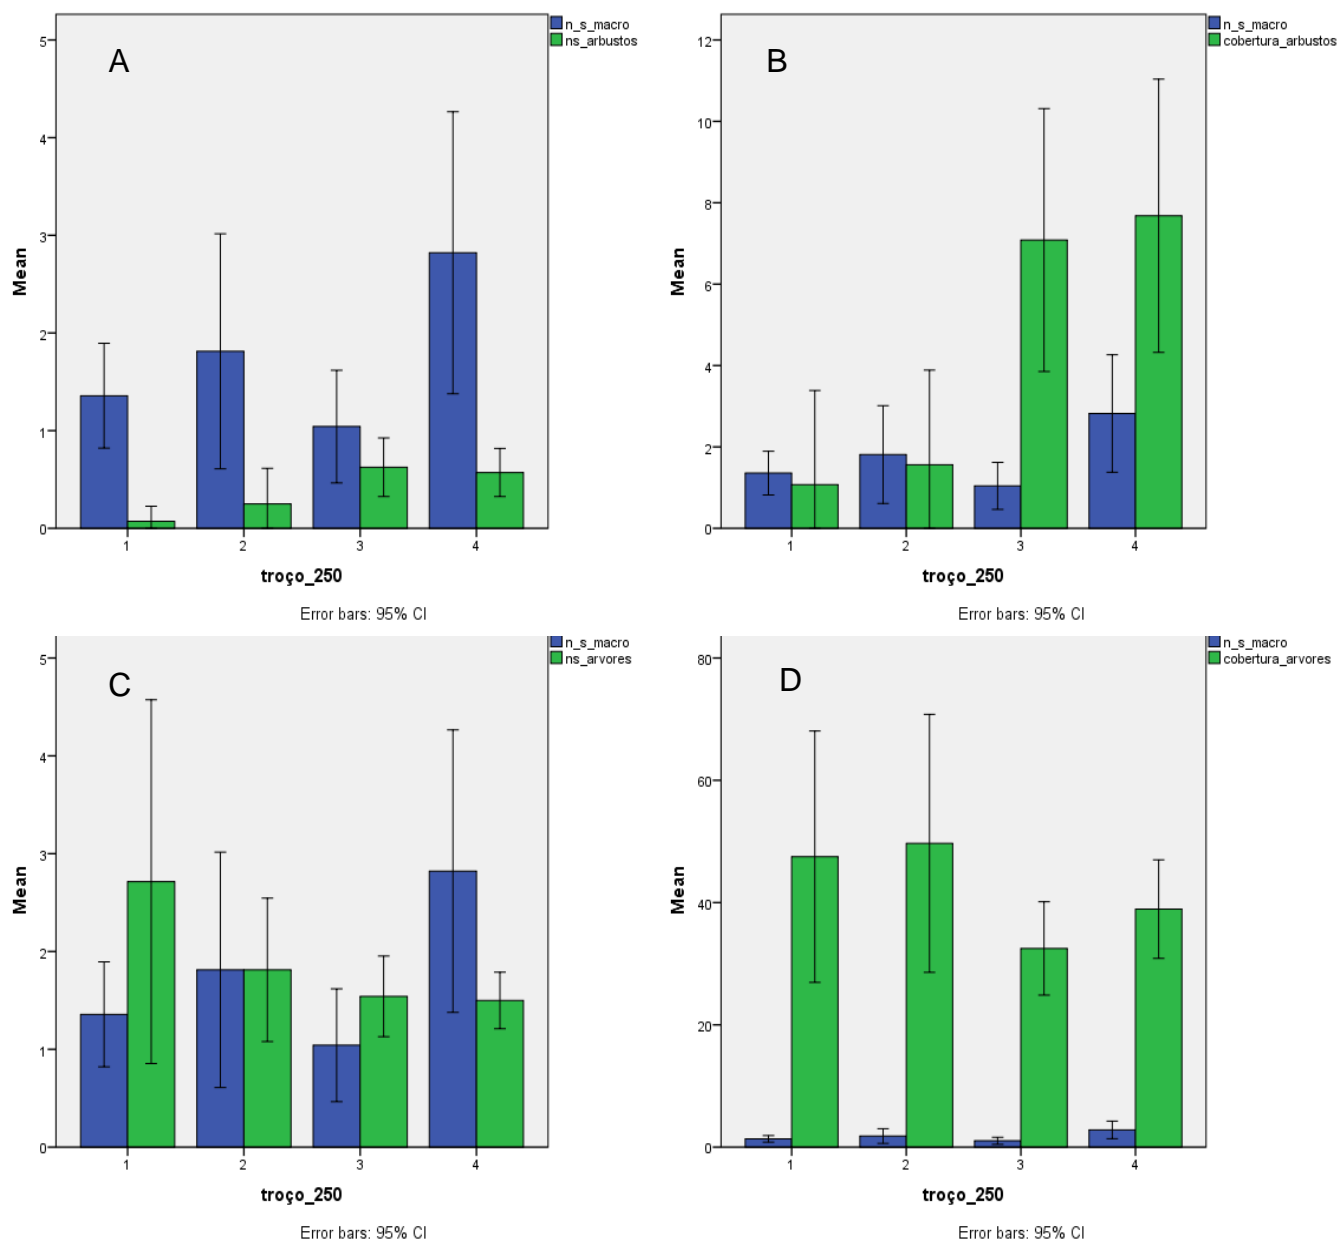 A
n_s_macro
ns_arbustos
5
4
3
2
1
0
Mean
1 2 3 4
troço_250
Error bars: 95% CI
B
n_s_macro
cobertura_arbustos
12
10
8
6
4
2
0
Mean
1 2 3 4
troço_250
Error bars: 95% CI
C
n_s_macro
ns_arvores
5
4
3
2
1
0
Mean
1 2 3 4
troço_250
Error bars: 95% CI
D
n_s_macro
cobertura_arvores
80
60
40
20
0
Mean
1 2 3 4
troço_250
Error bars: 95% CI